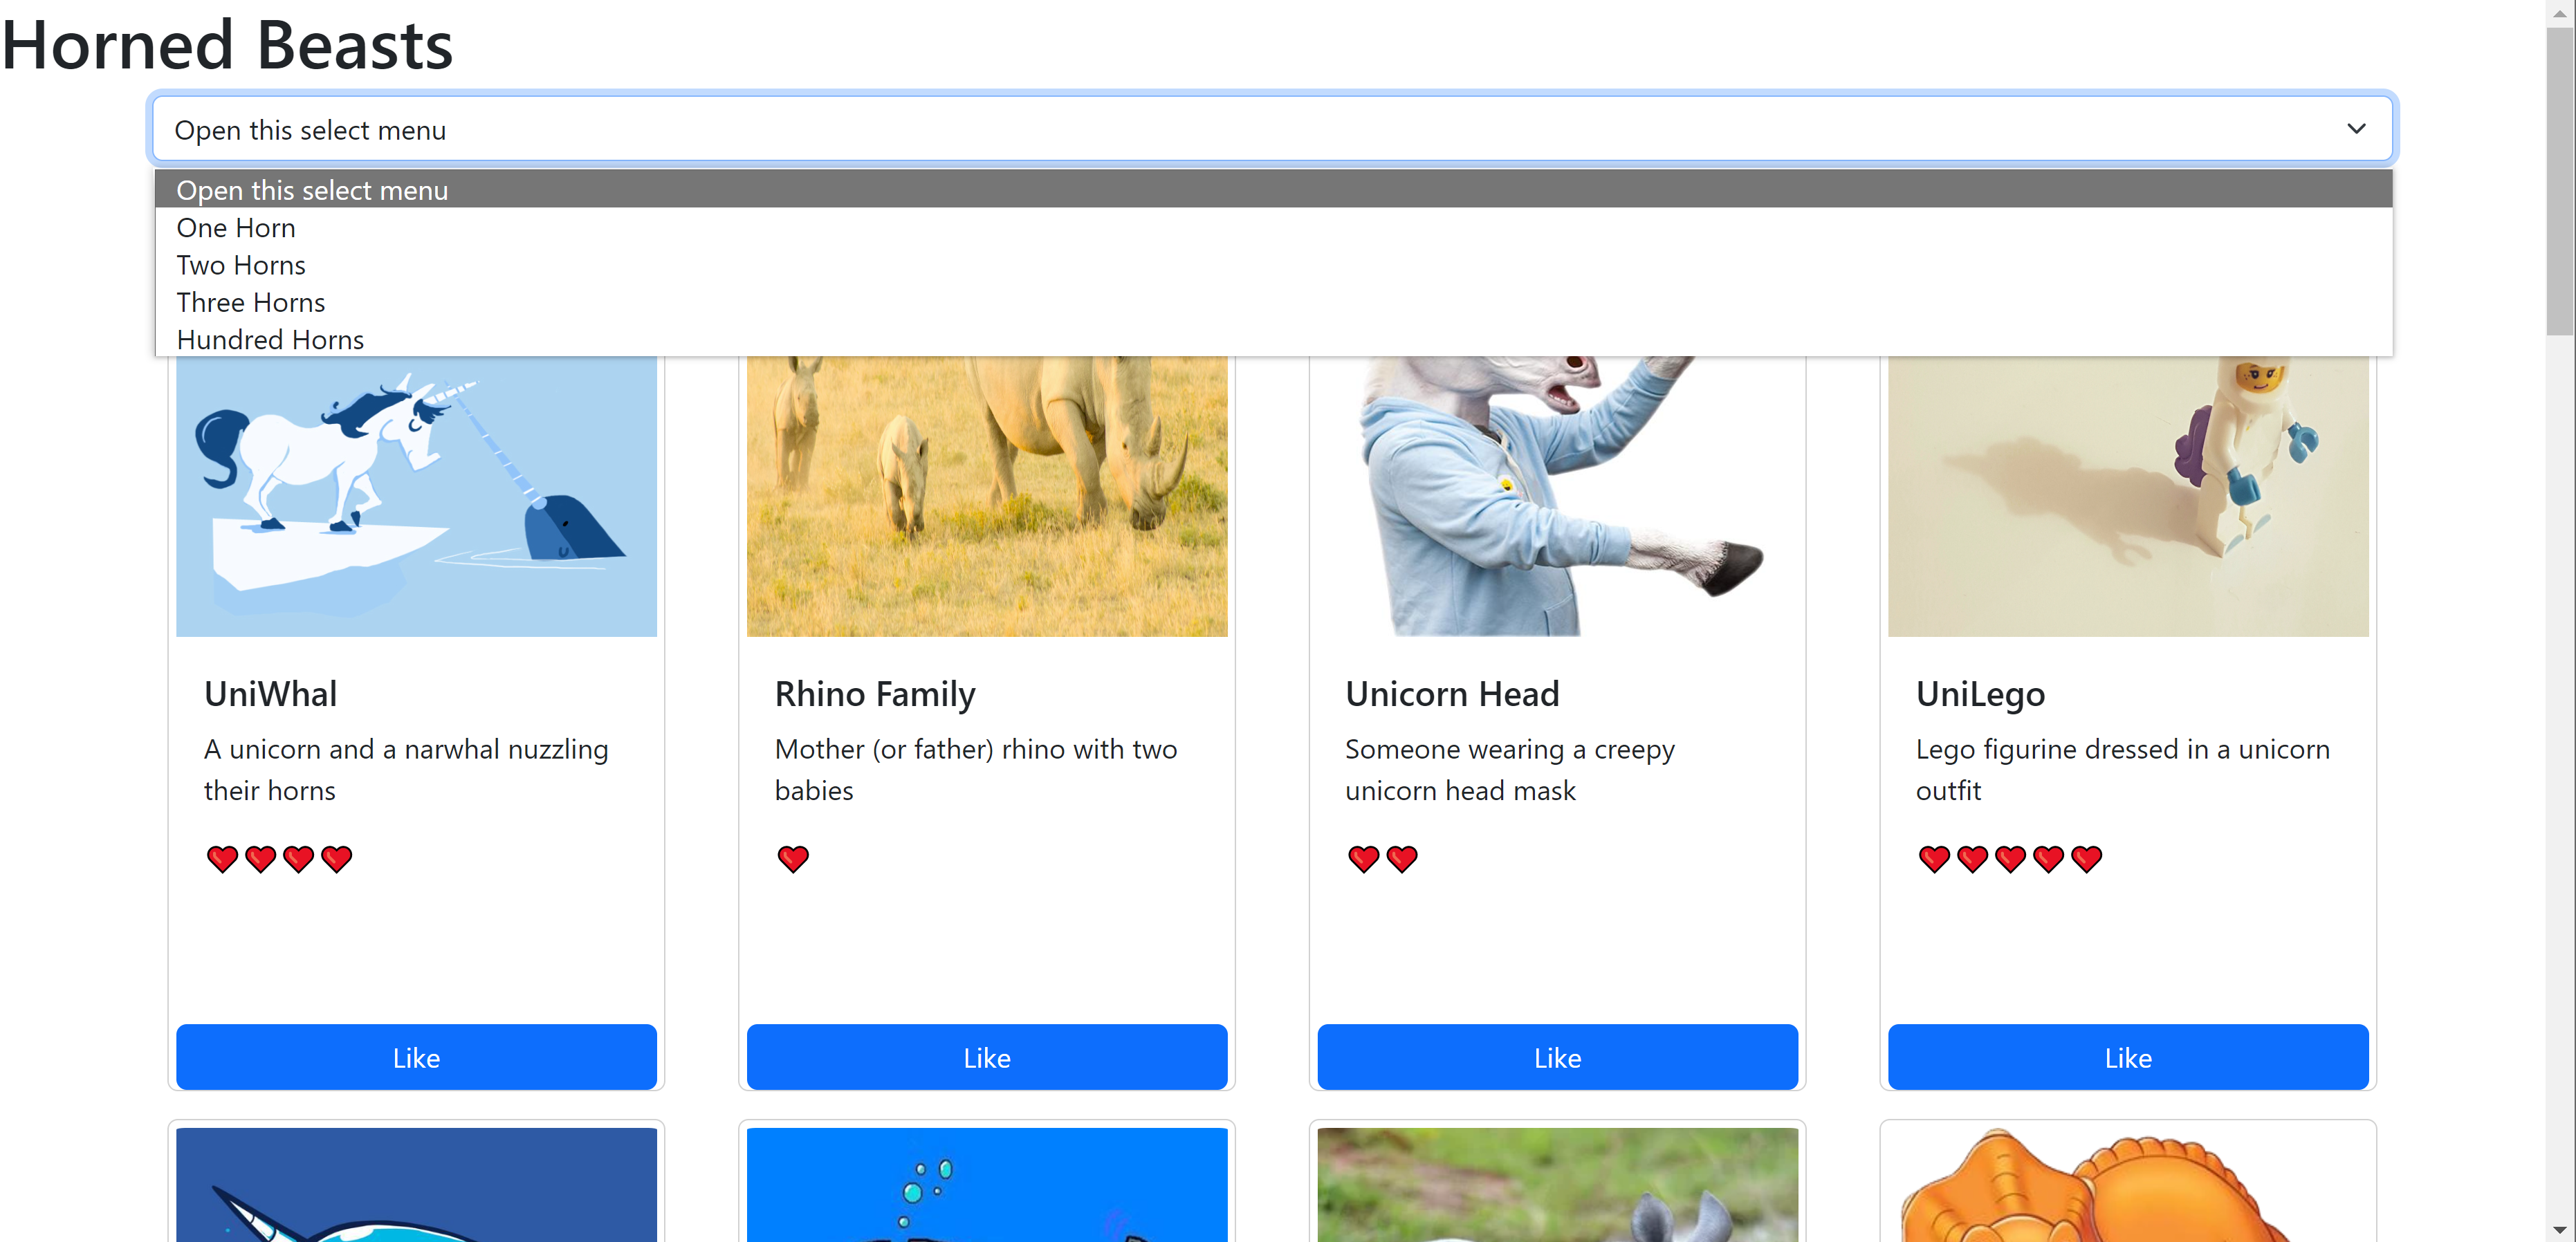 Horned Beasts
Open this select menu
Open this select menu
One Horn
Two Horns
Three Horns
Hundred Horns
UniWhal
A unicorn and a narwhal nuzzling
their horns
Like
Rhino Family
Mother (or father) rhino with two
babies
Like
Unicorn Head
Someone wearing a creepy
unicorn head mask
Like
UniLego
Lego figurine dressed in a unicorn
outfit
Like